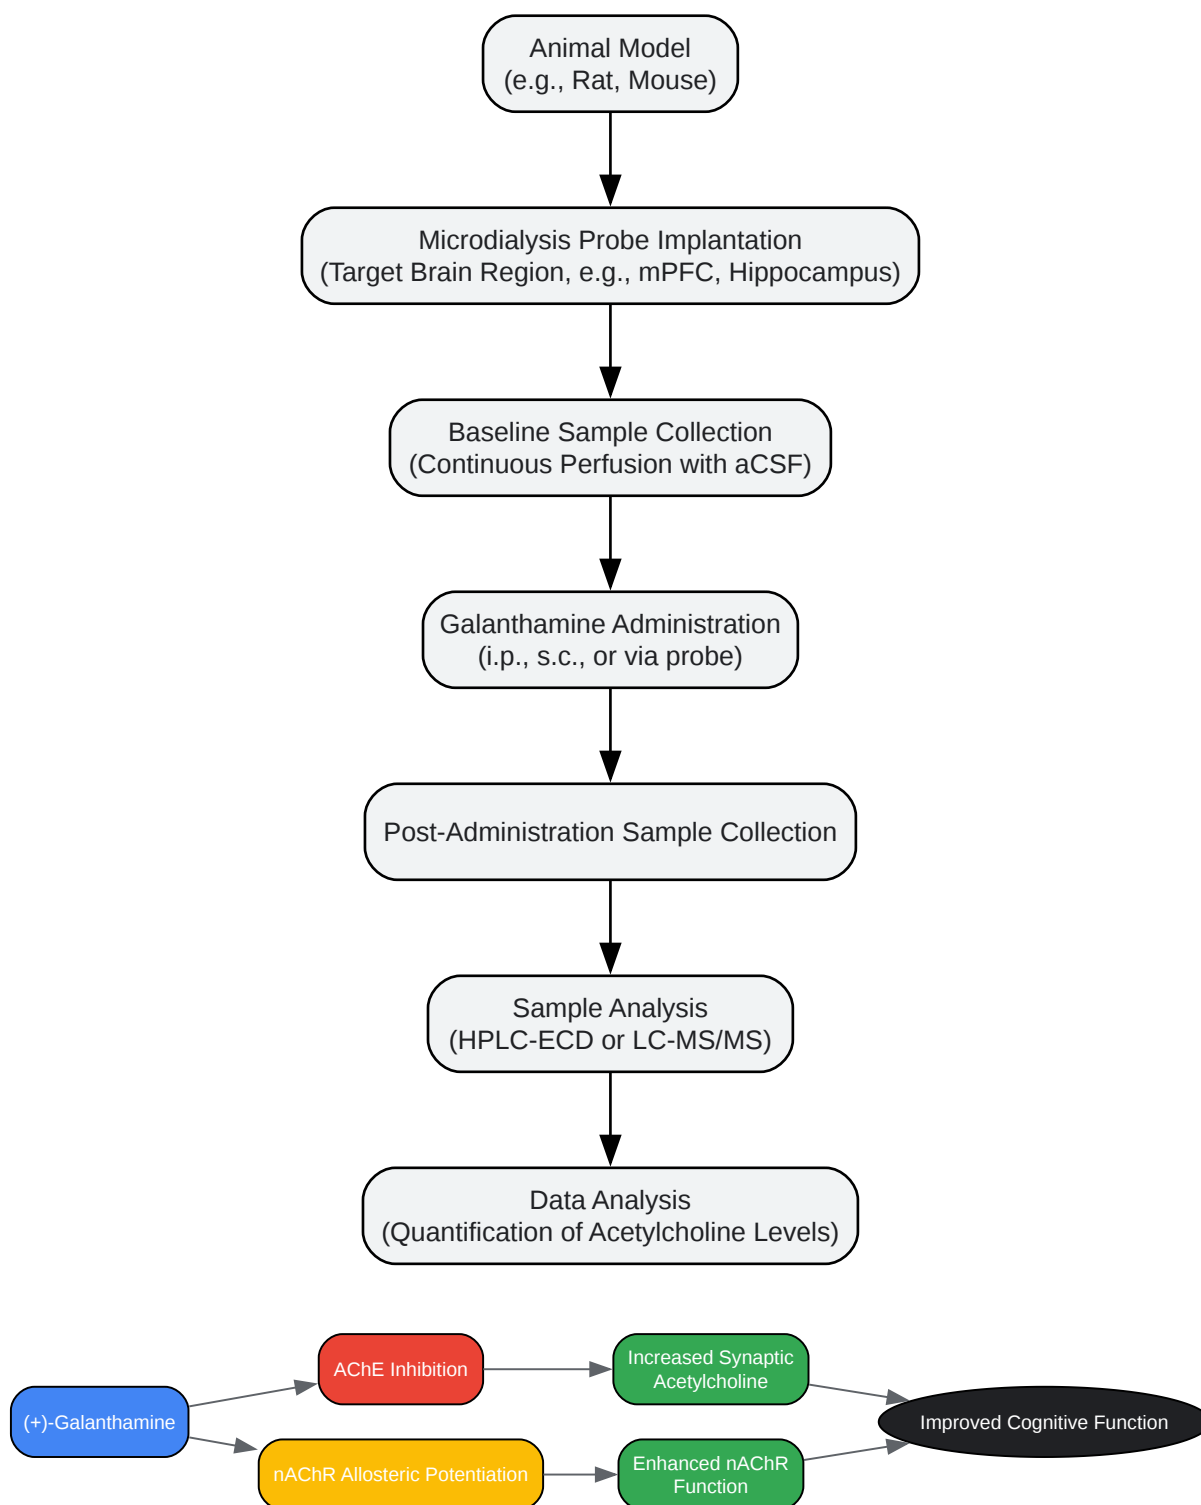 Animal Model
(e.g., Rat, Mouse)
Microdialysis Probe Implantation
(Target Brain Region, e.g., mPFC, Hippocampus)
Baseline Sample Collection
(Continuous Perfusion with aCSF)
Galanthamine Administration
(i.p., s.c., or via probe)
Post-Administration Sample Collection
Sample Analysis
(HPLC-ECD or LC-MS/MS)
Data Analysis
(Quantification of Acetylcholine Levels)
(+)-Galanthamine
AChE Inhibition
Increased Synaptic
Acetylcholine
nAChR Allosteric Potentiation
Enhanced nAChR
Function
Improved Cognitive Function